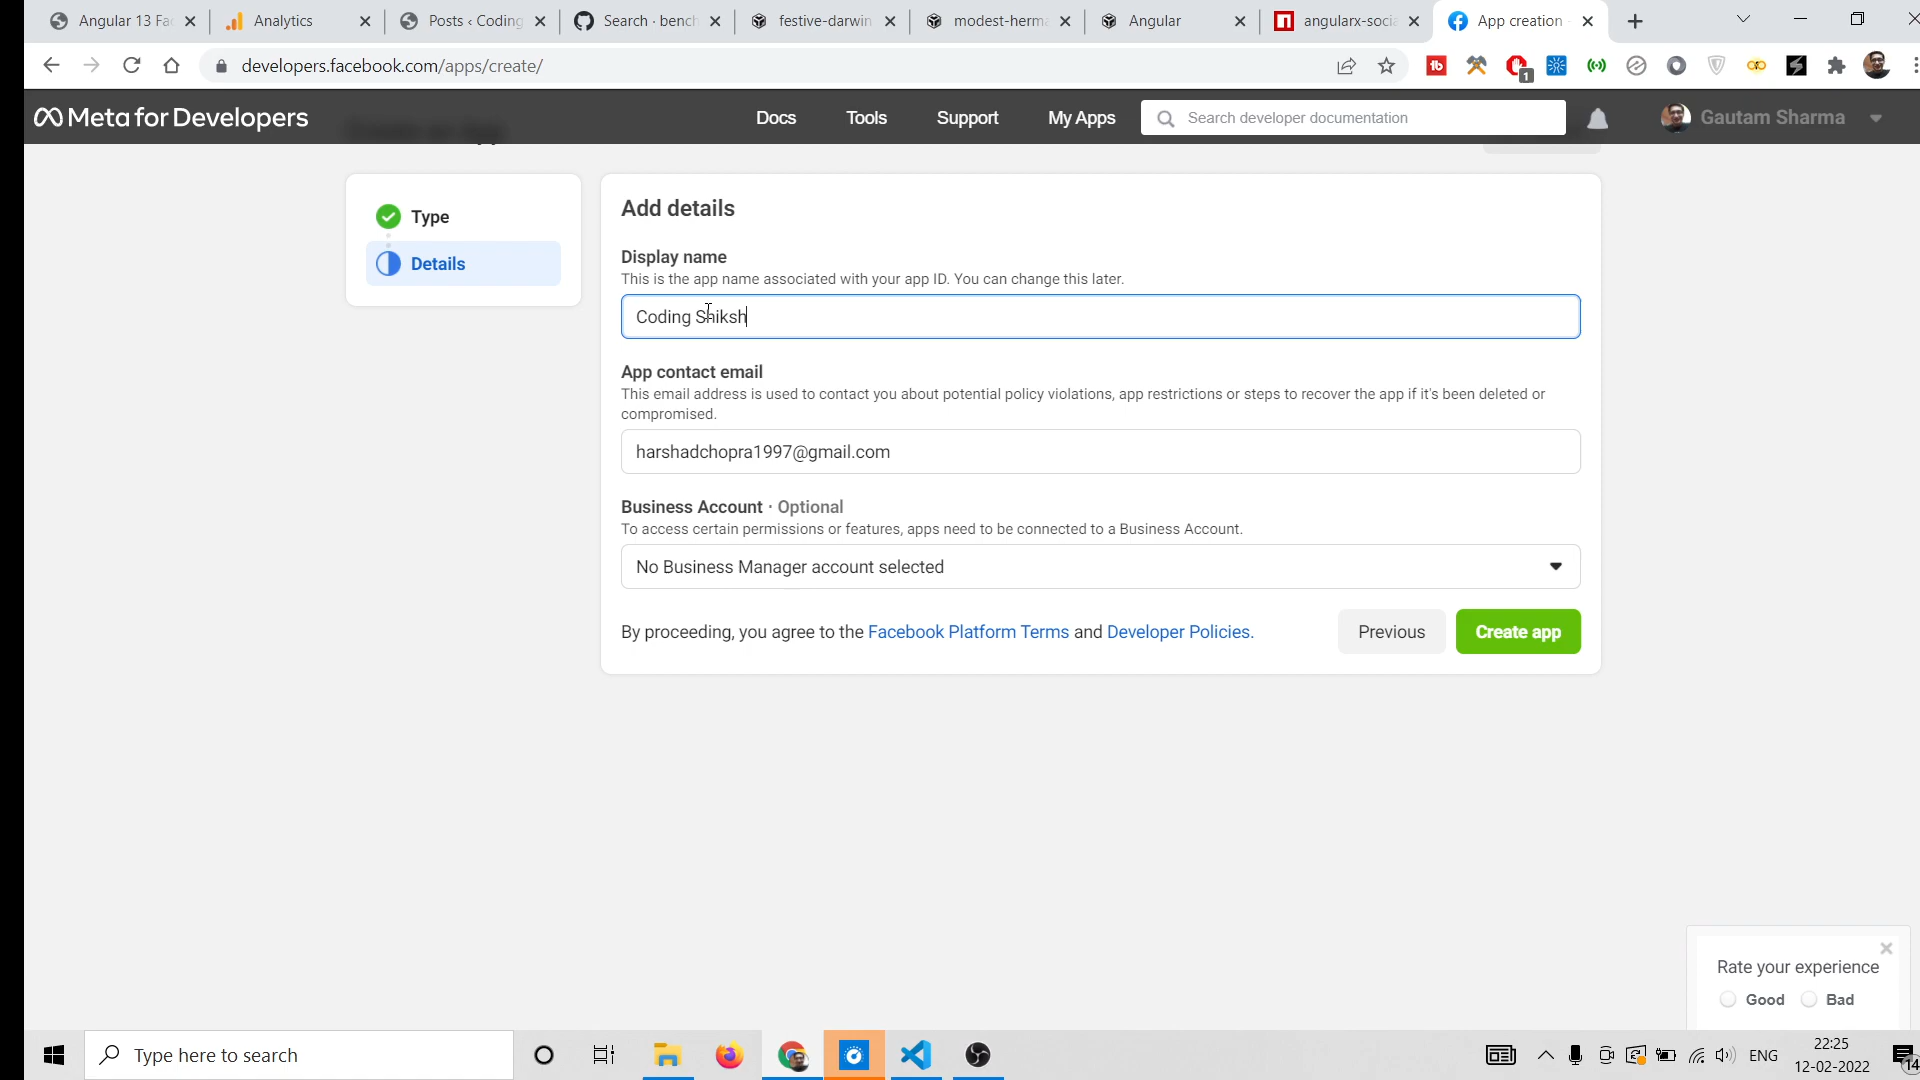 Angular 13 Fac
Analytics
Posts ‹ Coding
Search · bench
festive-darwin
modest-herma
Angular
angularx-socia
App creation
developers.facebook.com/apps/create/
1
Meta for Developers
Docs
Tools
Support
My Apps
Search developer documentation
Gautam Sharma
Type
Details
Add details
Display name
This is the app name associated with your app ID. You can change this later.
Coding Shiksh
App contact email
This email address is used to contact you about potential policy violations, app restrictions or steps to recover the app if it's been deleted or
compromised.
harshadchopra1997@gmail.com
Business Account · Optional
To access certain permissions or features, apps need to be connected to a Business Account.
No Business Manager account selected
By proceeding, you agree to the Facebook Platform Terms and Developer Policies.
Previous
Create app
Rate your experience
Good
Bad
Type here to search
ENG
22:25
12-02-2022
14